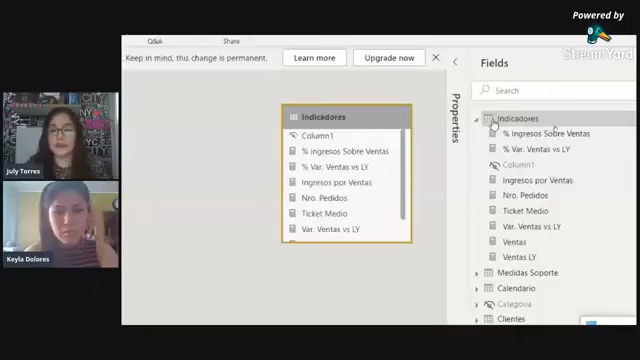 Powered by
StreamYard
Q&A
Share
. Keep in mind, this change is permanent.
Learn more
Upgrade now
Fields
Search
Properties
Indicadores
Column1
% Ingresos Sobre Ventas
% Var. Ventas vs LY
Ingresos por Ventas
Nro. Pedidos
Ticket Medio
Var. Ventas vs LY
Indicadores
% Ingresos Sobre Ventas
% Var. Ventas vs LY
Column1
Ingresos por Ventas
Nro. Pedidos
Ticket Medio
Var. Ventas vs LY
Ventas
Ventas LY
Medidas Soporte
Calendario
Categoria
Clientes
July Torres
Keyla Dolores